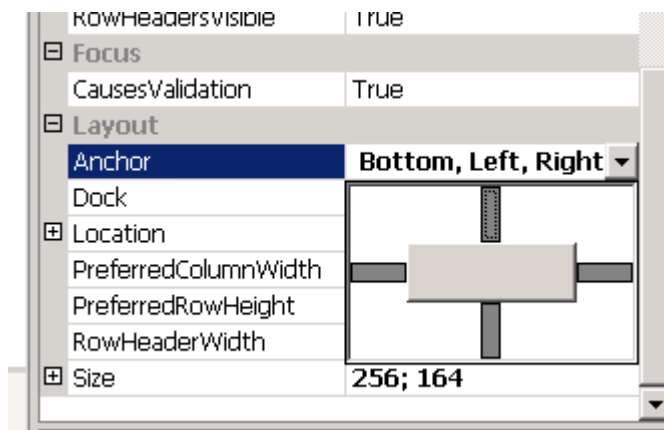 RowHeadersVisible True
Focus
CausesValidation True
Layout
Anchor Bottom, Left, Right
Dock
Location
PreferredColumnWidth
PreferredRowHeight
RowHeaderWidth
Size 256; 164